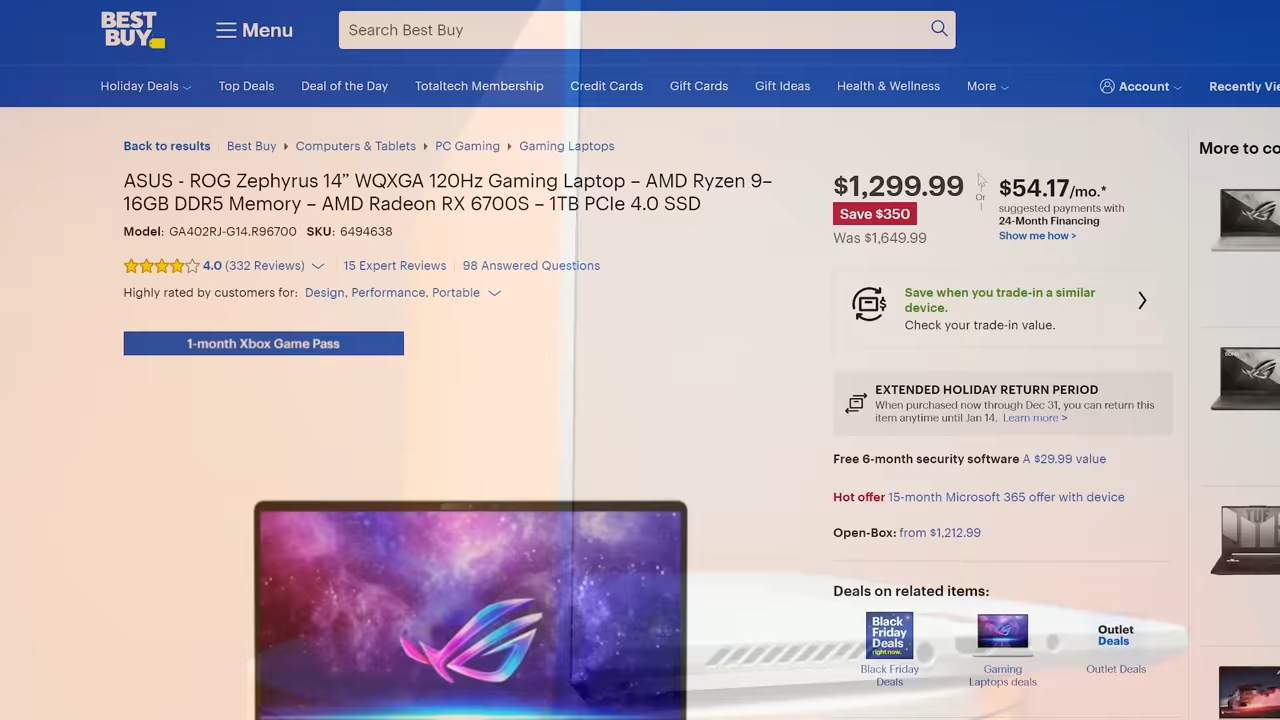 BEST
BUY
Menu
Search Best Buy
Holiday Deals
Top Deals
Deal of the Day
Totaltech Membership
Credit Cards
Gift Cards
Gift Ideas
Health & Wellness
More
Account
Recently
Back to results
Best Buy
Computers & Tablets
PC Gaming
Gaming Laptops
ASUS - ROG Zephyrus 14” WQXGA 120Hz Gaming Laptop – AMD Ryzen 9–
16GB DDR5 Memory – AMD Radeon RX 6700S – 1TB PCIe 4.0 SSD
Model: GA402RJ-G14.R96700 SKU: 6494638
4.0 (332 Reviews)
15 Expert Reviews
98 Answered Questions
Highly rated by customers for: Design, Performance, Portable
1-month Xbox Game Pass
$1,299.99
Save $350
Was $1,649.99
Or
$54.17/mo.*
suggested payments with
24-Month Financing
Show me how >
Save when you trade-in a similar
device.
Check your trade-in value.
EXTENDED HOLIDAY RETURN PERIOD
When purchased now through Dec 31, you can return this
item anytime until Jan 14. Learn more >
Free 6-month security software A $29.99 value
Hot offer 15-month Microsoft 365 offer with device
Open-Box: from $1,212.99
Deals on related items:
Black
Friday
Deals
right now.
Outlet
Deals
Black Friday
Deals
Gaming
Laptops deals
Outlet Deals
More to
TUF